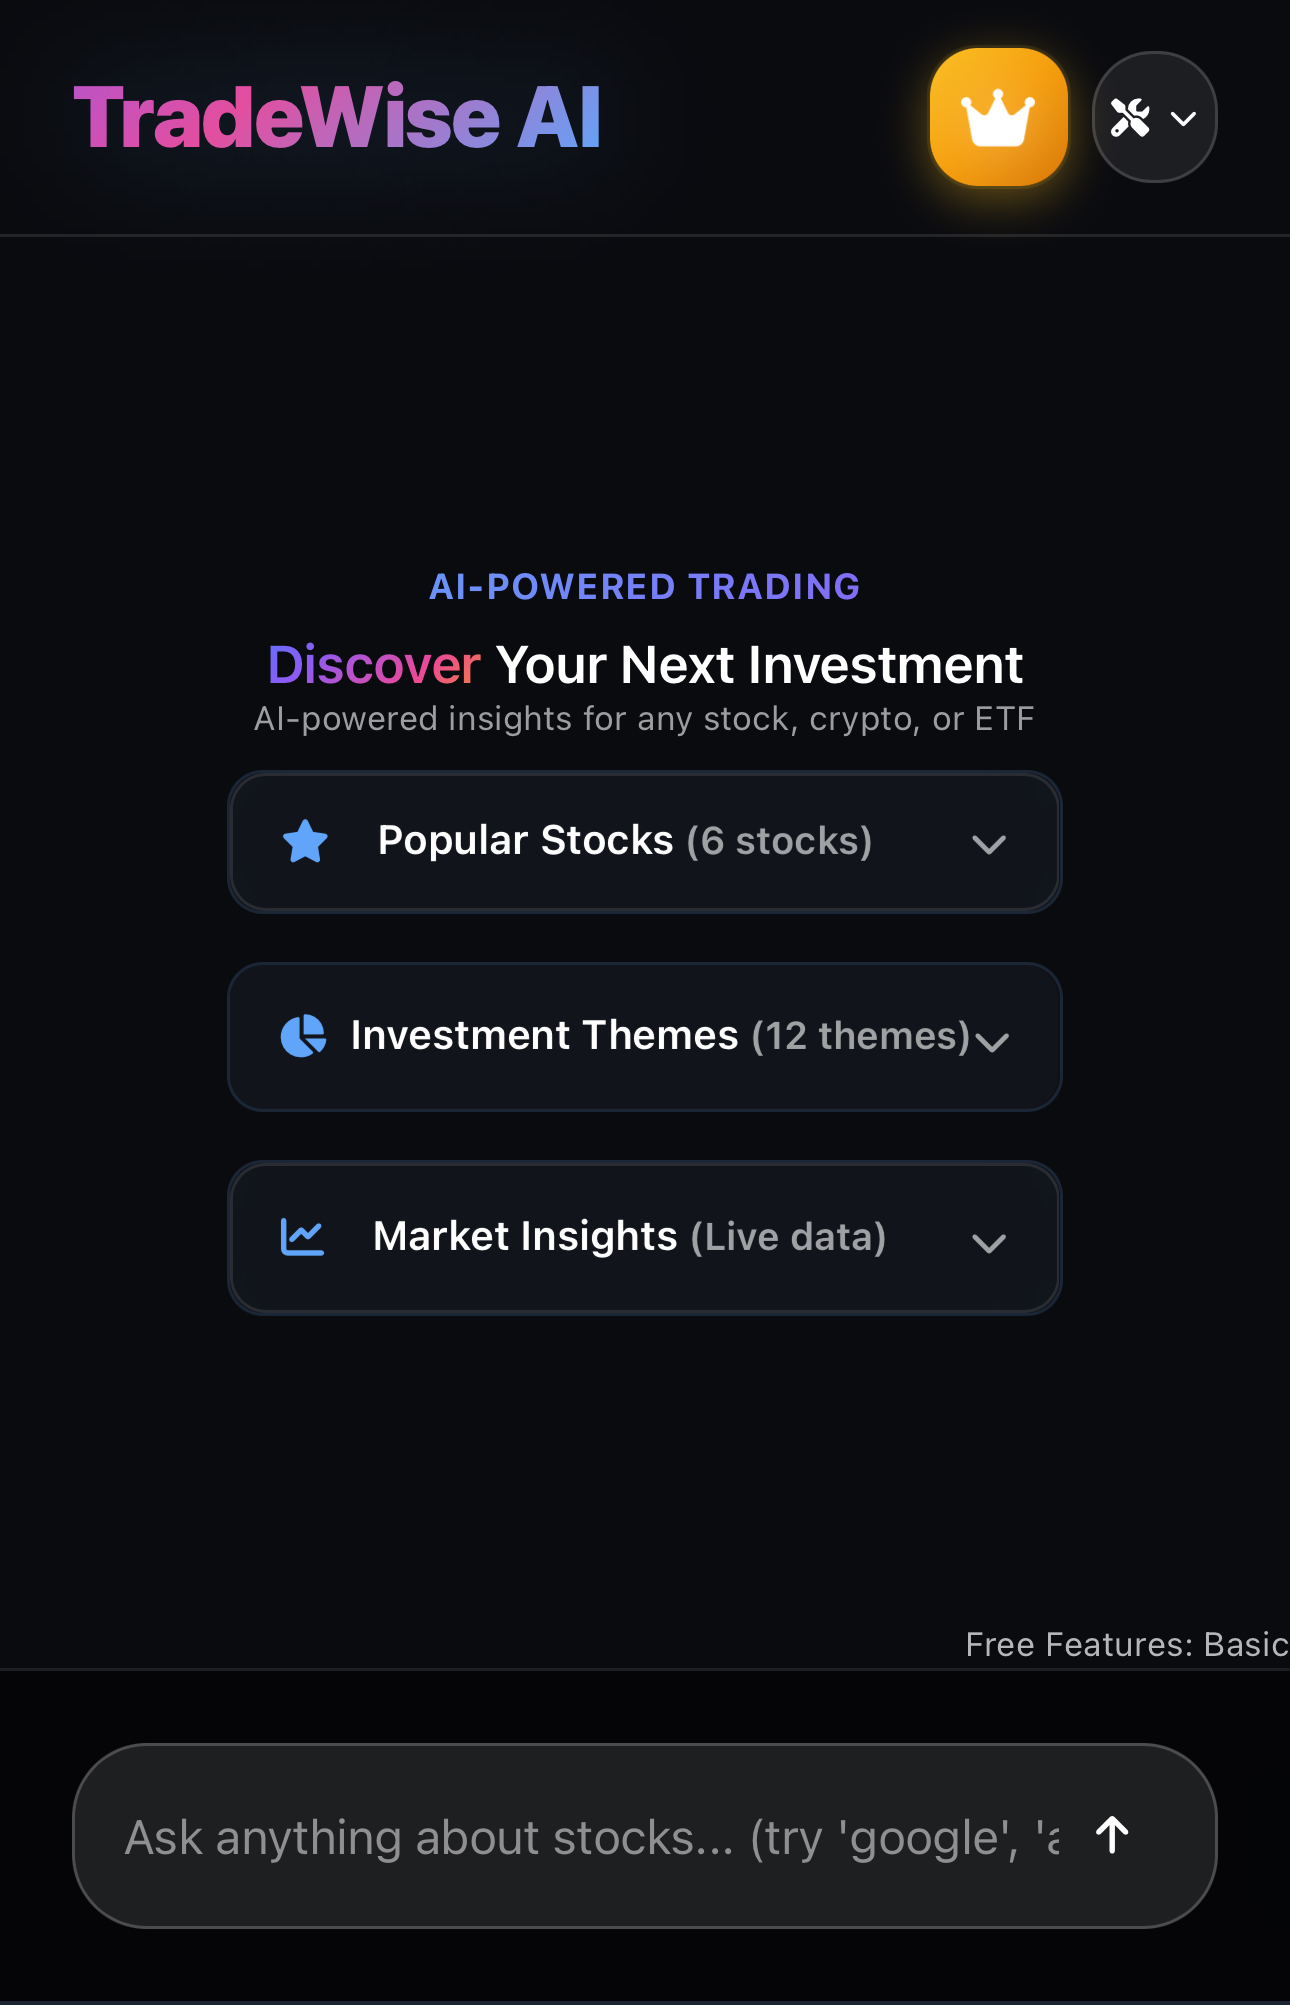 TradeWise AI
AI-POWERED TRADING
Discover Your Next Investment
AI-powered insights for any stock, crypto, or ETF
Popular Stocks (6 stocks)
Investment Themes (12 themes)
Market Insights (Live data)
Free Features: Basic
Ask anything about stocks... (try 'google', 'a